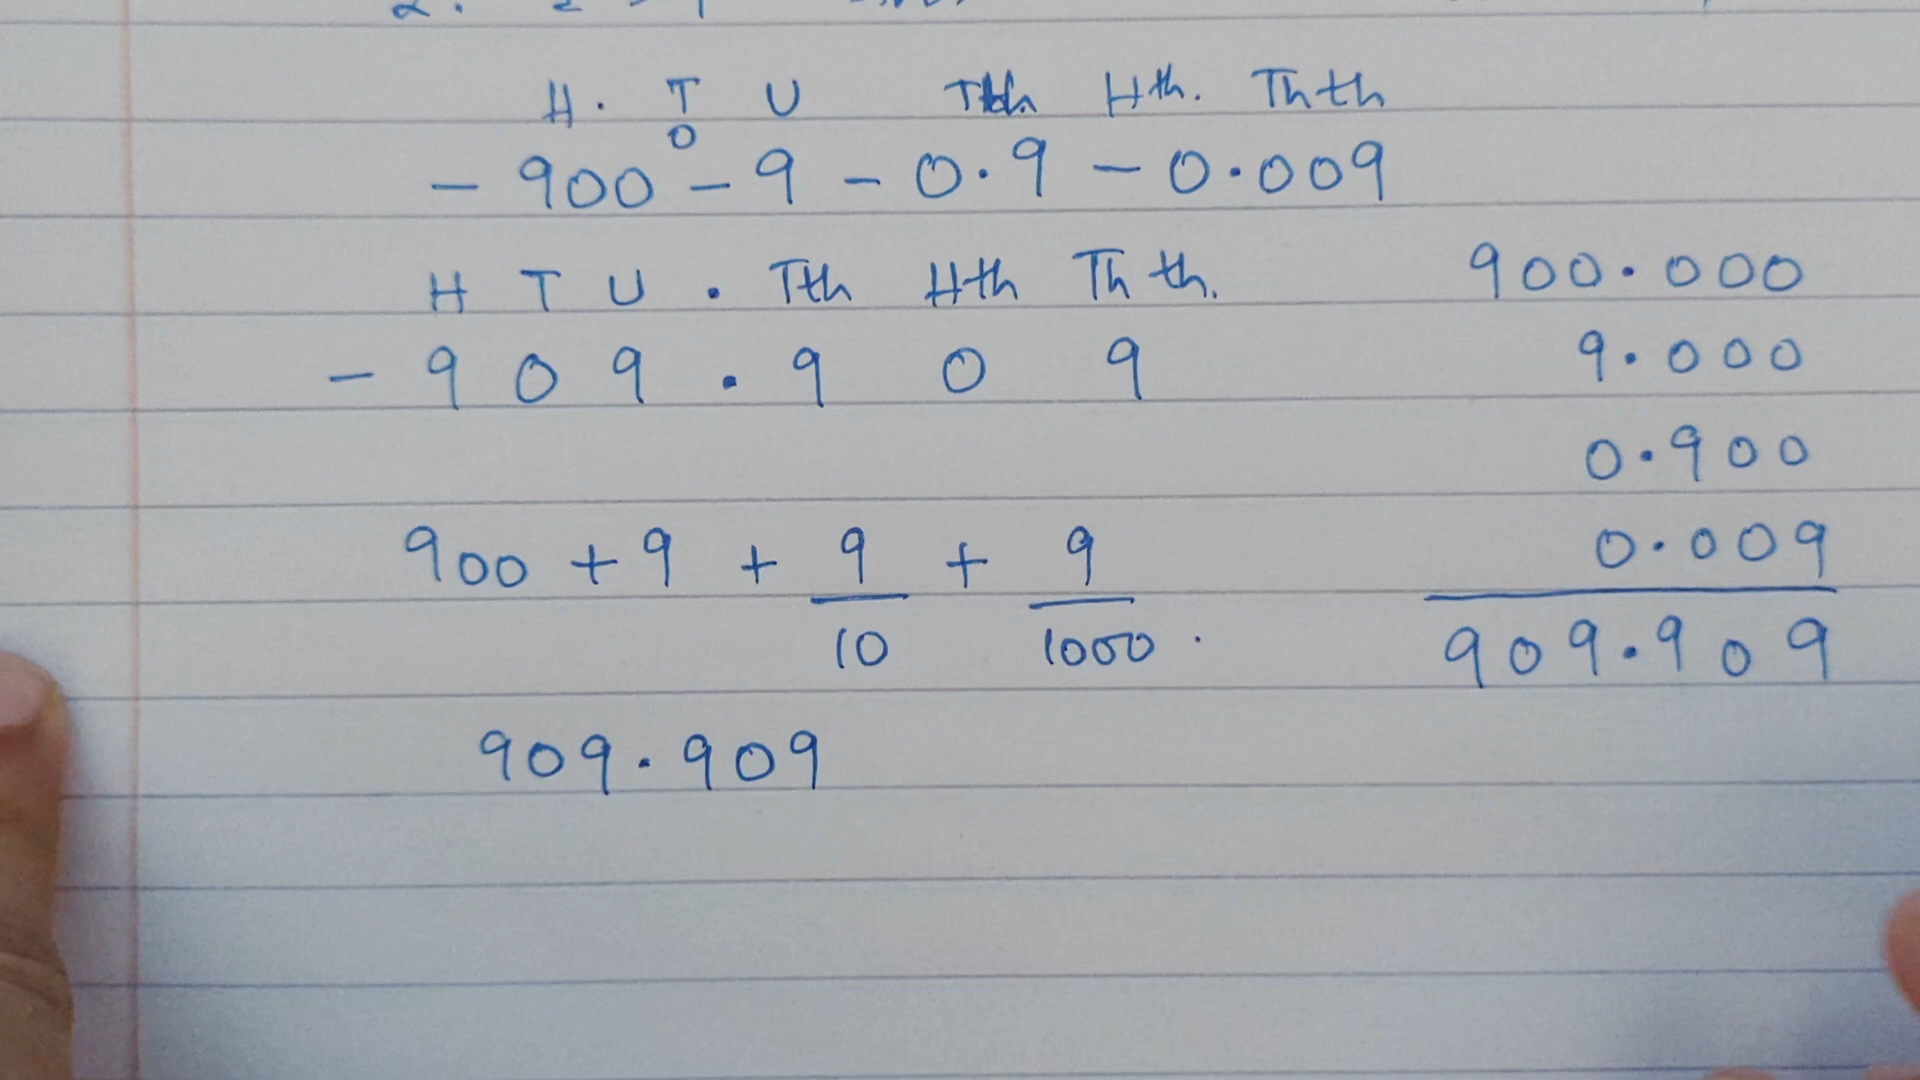 H. T U Tth Hth. Thth
0
- 900 - 9 - 0.9 - 0.009
H T U . Tth Hth Th th.
- 9 0 9 . 9 0 9
900 + 9 + 9/10 + 9/1000 .
909.909
900.000
9.000
0.900
0.009
909.909